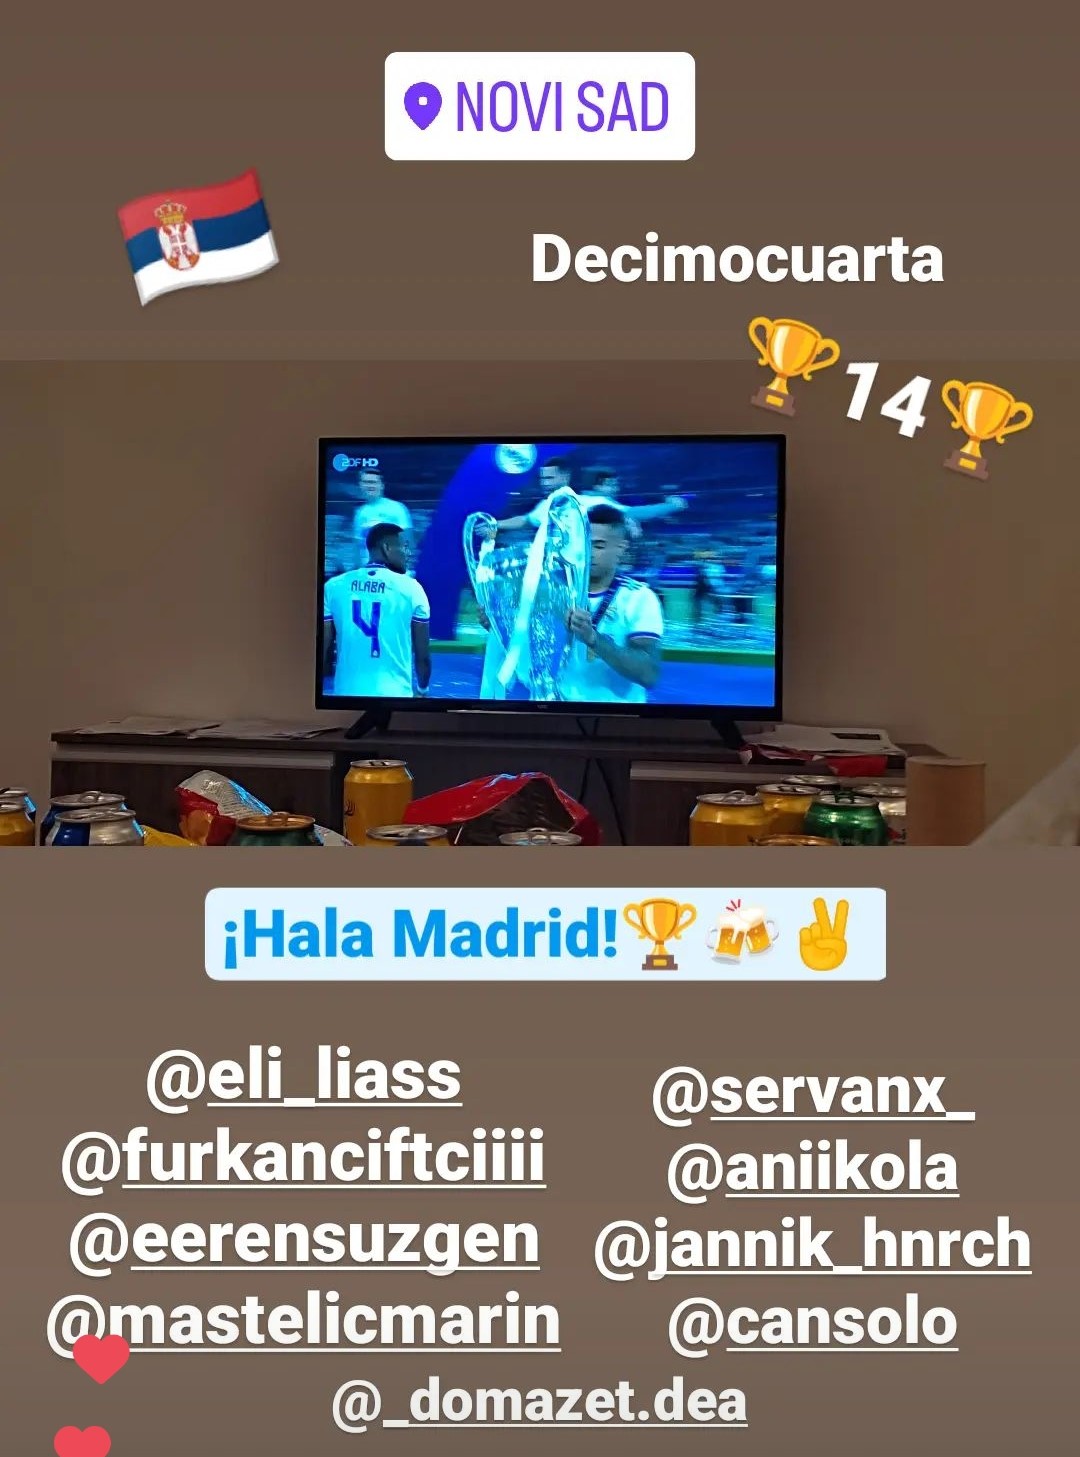 NOVI SAD
Decimocuarta
14
ZDF HD
ALABA
4
¡Hala Madrid!
@eli_liass
@servanx_
@furkanciftciiii
@aniikola
@eerensuzgen
@jannik_hnrch
@mastelicmarin
@cansolo
@_domazet.dea